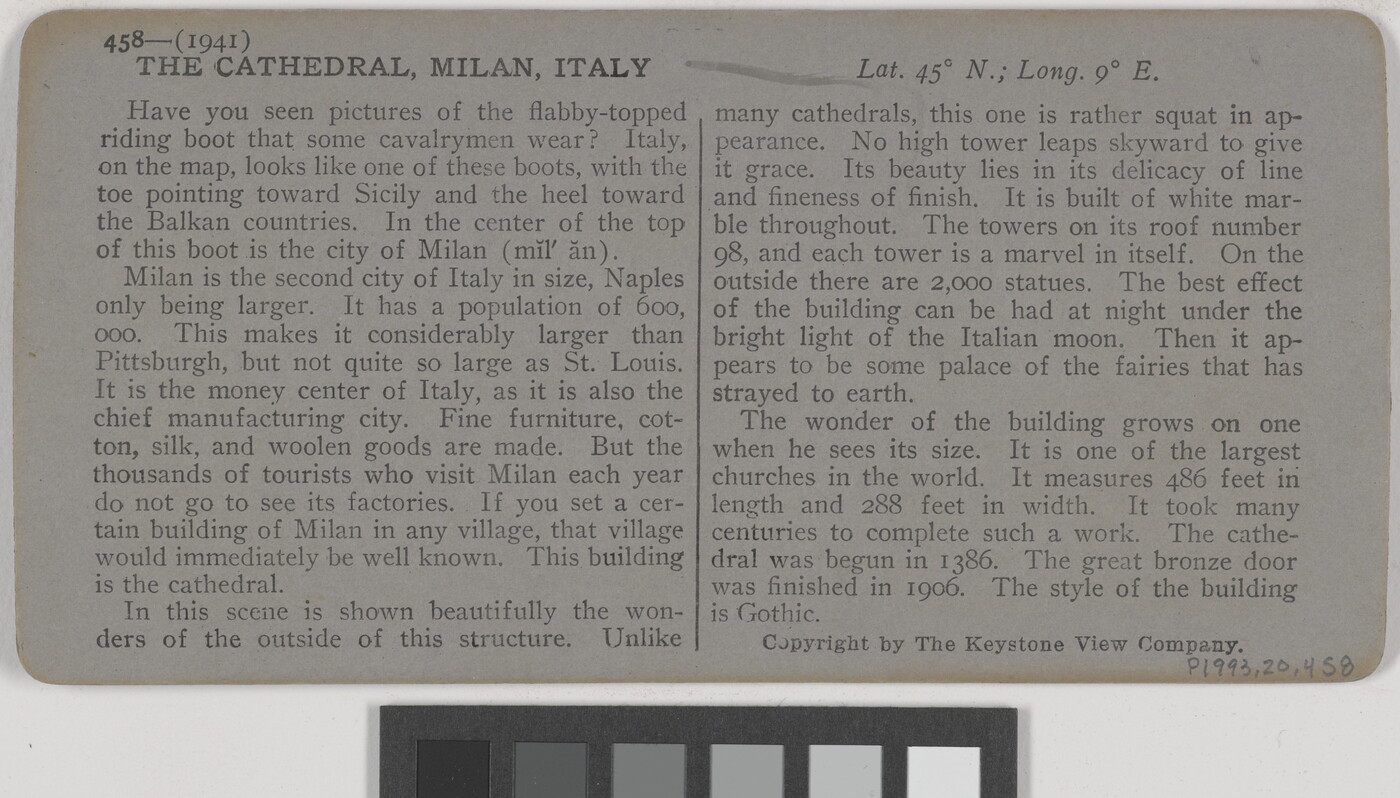 458—(1941)
THE CATHEDRAL, MILAN, ITALY
Lat. 45° N.; Long. 9° E.
Have you seen pictures of the flabby-topped
riding boot that some cavalrymen wear? Italy,
on the map, looks like one of these boots, with the
toe pointing toward Sicily and the heel toward
the Balkan countries. In the center of the top
of this boot is the city of Milan (mĭl′ ăn).
Milan is the second city of Italy in size, Naples
only being larger. It has a population of 600,
000. This makes it considerably larger than
Pittsburgh, but not quite so large as St. Louis.
It is the money center of Italy, as it is also the
chief manufacturing city. Fine furniture, cot-
ton, silk, and woolen goods are made. But the
thousands of tourists who visit Milan each year
do not go to see its factories. If you set a cer-
tain building of Milan in any village, that village
would immediately be well known. This building
is the cathedral.
In this scene is shown beautifully the won-
ders of the outside of this structure. Unlike
many cathedrals, this one is rather squat in ap-
pearance. No high tower leaps skyward to give
it grace. Its beauty lies in its delicacy of line
and fineness of finish. It is built of white mar-
ble throughout. The towers on its roof number
98, and each tower is a marvel in itself. On the
outside there are 2,000 statues. The best effect
of the building can be had at night under the
bright light of the Italian moon. Then it ap-
pears to be some palace of the fairies that has
strayed to earth.
The wonder of the building grows on one
when he sees its size. It is one of the largest
churches in the world. It measures 486 feet in
length and 288 feet in width. It took many
centuries to complete such a work. The cathe-
dral was begun in 1386. The great bronze door
was finished in 1906. The style of the building
is Gothic.
Copyright by The Keystone View Company.
P1993.20.458